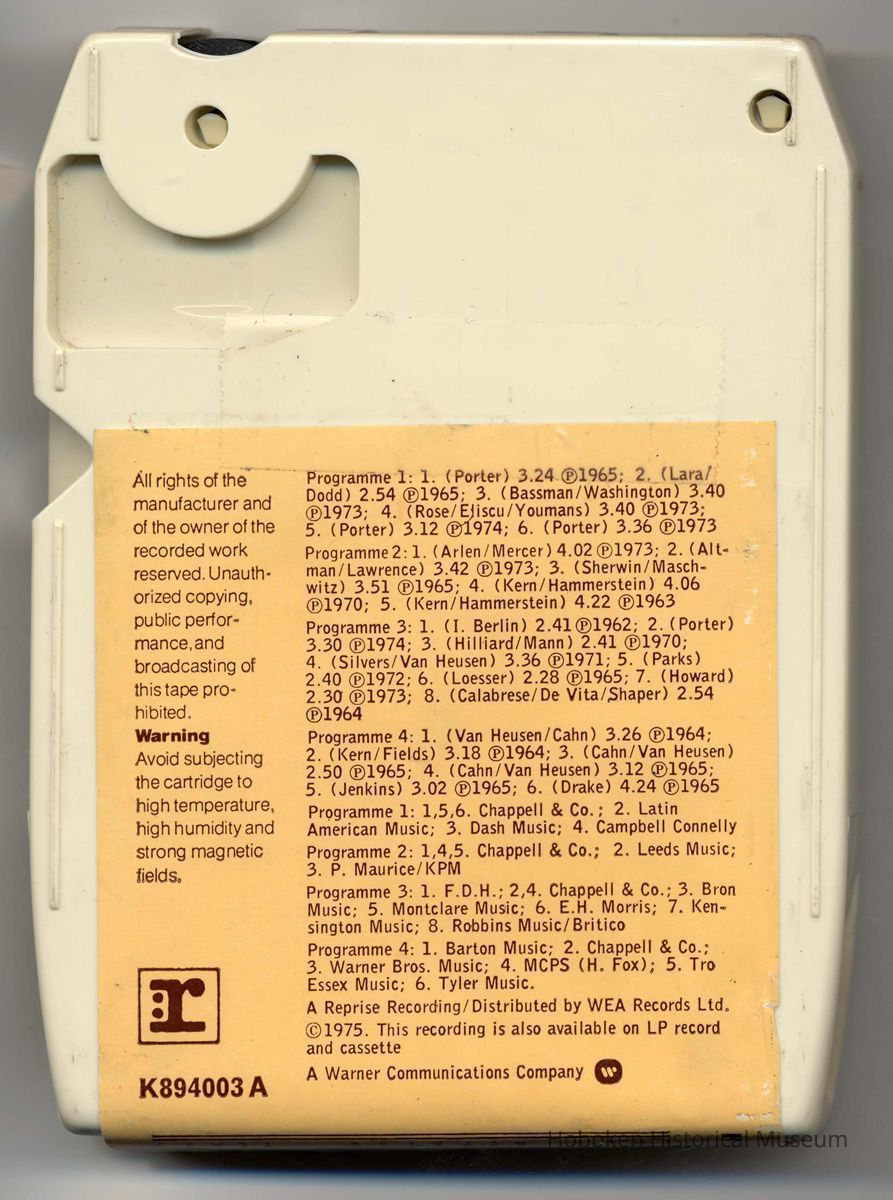 All rights of the
manufacturer and
of the owner of the
recorded work
reserved. Unauth-
orized copying,
public perfor-
mance, and
broadcasting of
this tape pro-
hibited.
Warning
Avoid subjecting
the cartridge to
high temperature,
high humidity and
strong magnetic
fields.
r
K894003 A
Programme 1: 1. (Porter) 3.24 ℗1965; 2. (Lara/
Dodd) 2.54 ℗1965; 3. (Bassman/Washington) 3.40
℗1973; 4. (Rose/Eliscu/Youmans) 3.40 ℗1973;
5. (Porter) 3.12 ℗1974; 6. (Porter) 3.36 ℗1973
Programme 2: 1. (Arlen/Mercer) 4.02 ℗1973; 2. (Alt-
man/Lawrence) 3.42 ℗1973; 3. (Sherwin/Masch-
witz) 3.51 ℗1965; 4. (Kern/Hammerstein) 4.06
℗1970; 5. (Kern/Hammerstein) 4.22 ℗1963
Programme 3: 1. (I. Berlin) 2.41 ℗1962; 2. (Porter)
3.30 ℗1974; 3. (Hilliard/Mann) 2.41 ℗1970;
4. (Silvers/Van Heusen) 3.36 ℗1971; 5. (Parks)
2.40 ℗1972; 6. (Loesser) 2.28 ℗1965; 7. (Howard)
2.30 ℗1973; 8. (Calabrese/De Vita/Shaper) 2.54
℗1964
Programme 4: 1. (Van Heusen/Cahn) 3.26 ℗1964;
2. (Kern/Fields) 3.18 ℗1964; 3. (Cahn/Van Heusen)
2.50 ℗1965; 4. (Cahn/Van Heusen) 3.12 ℗1965;
5. (Jenkins) 3.02 ℗1965; 6. (Drake) 4.24 ℗1965
Programme 1: 1,5,6. Chappell & Co.; 2. Latin
American Music; 3. Dash Music; 4. Campbell Connelly
Programme 2: 1,4,5. Chappell & Co.; 2. Leeds Music;
3. P. Maurice/KPM
Programme 3: 1. F.D.H.; 2,4. Chappell & Co.; 3. Bron
Music; 5. Montclare Music; 6. E.H. Morris; 7. Ken-
sington Music; 8. Robbins Music/Britico
Programme 4: 1. Barton Music; 2. Chappell & Co.;
3. Warner Bros. Music; 4. MCPS (H. Fox); 5. Tro
Essex Music; 6. Tyler Music.
A Reprise Recording/Distributed by WEA Records Ltd.
©1975. This recording is also available on LP record
and cassette
A Warner Communications Company
Hoboken Historical Museum